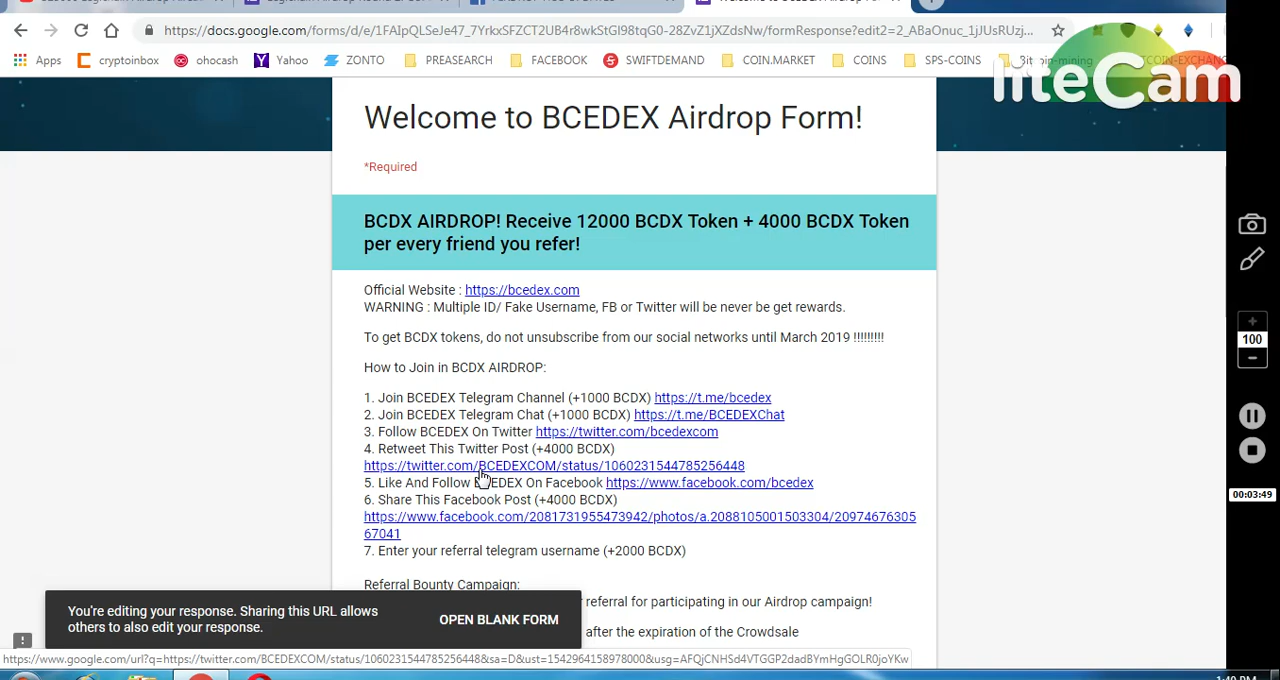 https://docs.google.com/forms/d/e/1FAIpQLSeJe47_7YrkxSFZCT2UB4r8wkStGl98tqG0-28ZvZ1jXZdsNw/formResponse?edit2=2_ABaOnuc_1jJUsRUzj...
Apps cryptoinbox ohocash Yahoo ZONTO PREASEARCH FACEBOOK SWIFTDEMAND COIN.MARKET COINS SPS-COINS
liteCam
Welcome to BCEDEX Airdrop Form!
*Required
BCDX AIRDROP! Receive 12000 BCDX Token + 4000 BCDX Token
per every friend you refer!
Official Website : https://bcedex.com
WARNING : Multiple ID/ Fake Username, FB or Twitter will be never be get rewards.
To get BCDX tokens, do not unsubscribe from our social networks until March 2019 !!!!!!!!!
How to Join in BCDX AIRDROP:
1. Join BCEDEX Telegram Channel (+1000 BCDX) https://t.me/bcedex
2. Join BCEDEX Telegram Chat (+1000 BCDX) https://t.me/BCEDEXChat
3. Follow BCEDEX On Twitter https://twitter.com/bcedexcom
4. Retweet This Twitter Post (+4000 BCDX)
https://twitter.com/BCEDEXCOM/status/1060231544785256448
5. Like And Follow BCEDEX On Facebook https://www.facebook.com/bcedex
6. Share This Facebook Post (+4000 BCDX)
https://www.facebook.com/2081731955473942/photos/a.2088105001503304/20974676305
67041
7. Enter your referral telegram username (+2000 BCDX)
Referral Bounty Campaign:
referral for participating in our Airdrop campaign!
after the expiration of the Crowdsale
You're editing your response. Sharing this URL allows
others to also edit your response.
OPEN BLANK FORM
https://www.google.com/url?q=https://twitter.com/BCEDEXCOM/status/1060231544785256448&sa=D&ust=1542964158978000&usg=AFQjCNHSd4VTGGP2dadBYmHgGOLR0joYKw
100
00:03:49